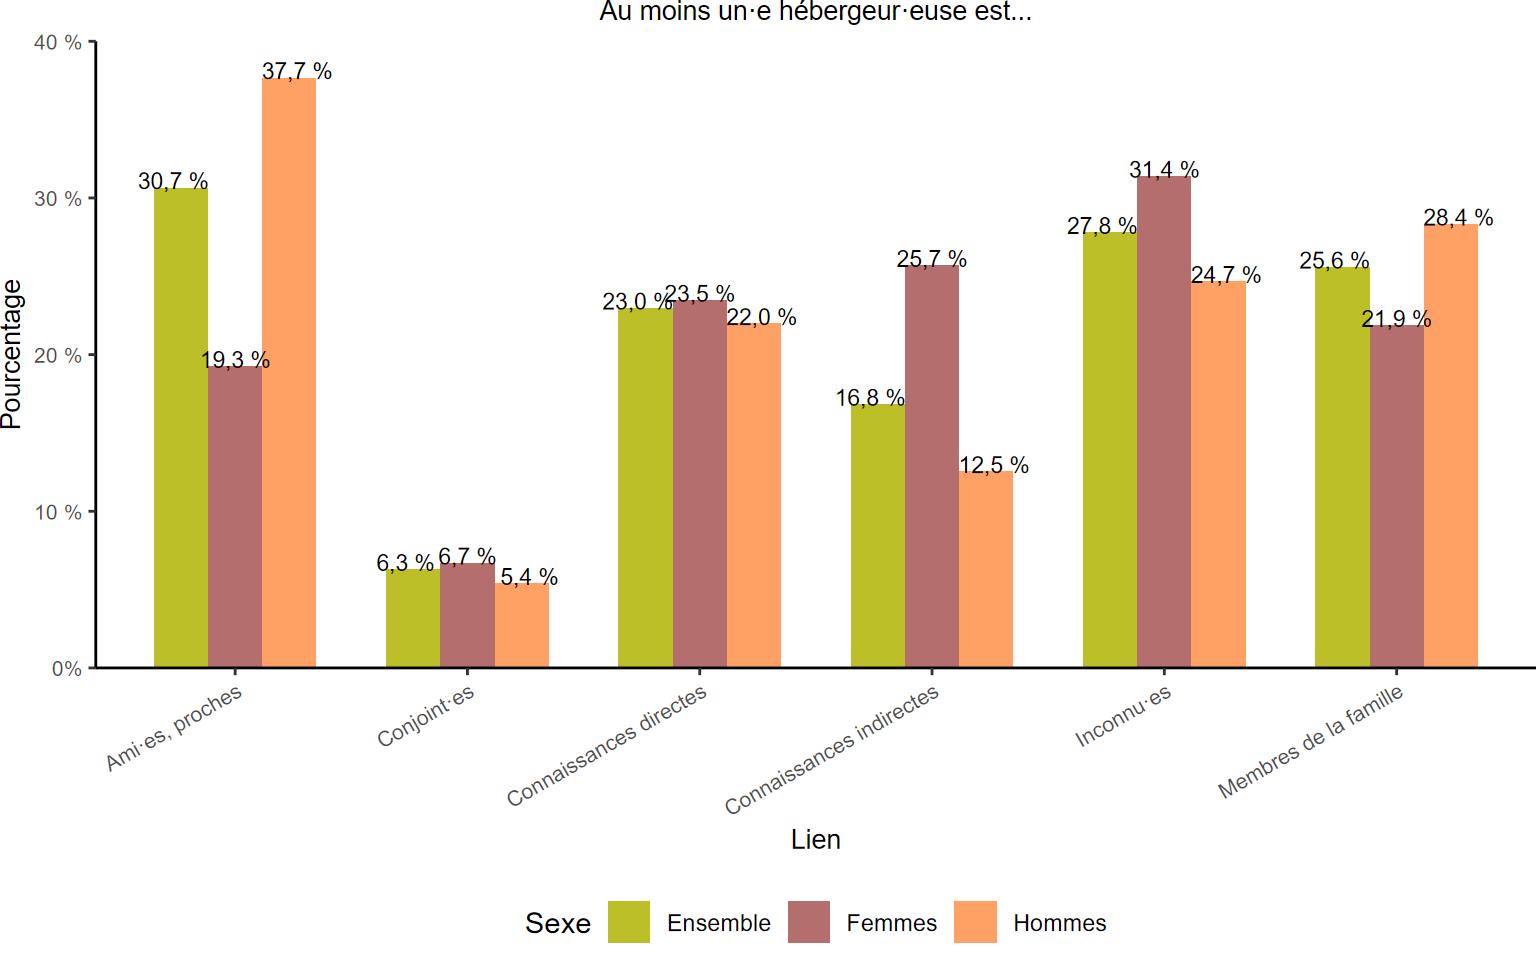 Au moins un·e hébergeur·euse est...
Pourcentage
40 %
30 %
20 %
10 %
0%
30,7 %
19,3 %
37,7 %
6,3 %
6,7 %
5,4 %
23,0 %
23,5 %
22,0 %
16,8 %
25,7 %
12,5 %
27,8 %
31,4 %
24,7 %
25,6 %
21,9 %
28,4 %
Ami·es, proches
Conjoint·es
Connaissances directes
Connaissances indirectes
Inconnu·es
Membres de la famille
Lien
Sexe Ensemble Femmes Hommes